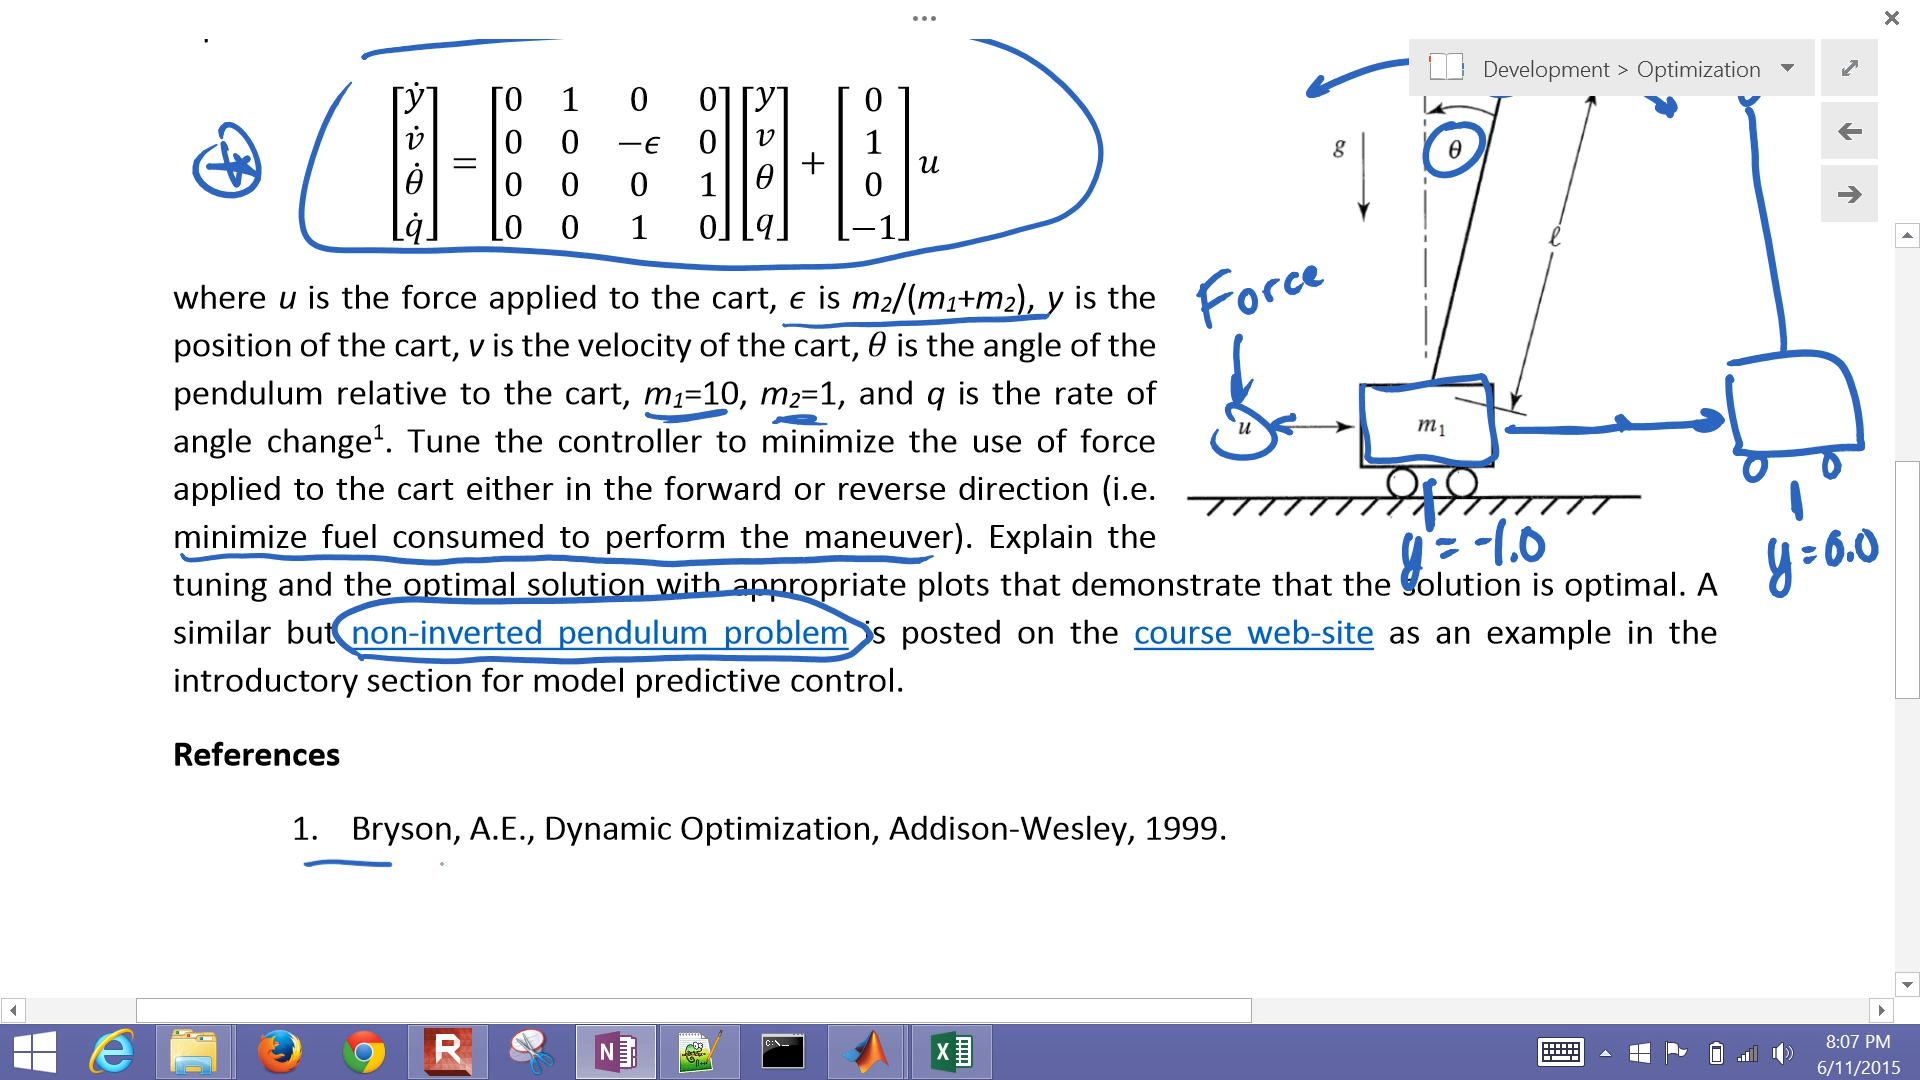 Development > Optimization
[ẏ] [0 1 0 0] [y] [0]
[v̇] [0 0 −ϵ 0] [v] [1]
[θ̇] = [0 0 0 1] [θ] + [0] u
[q̇] [0 0 1 0] [q] [−1]
g
θ
ℓ
Force
u
m₁
y = -1.0
y = 0.0
where u is the force applied to the cart, ϵ is m₂/(m₁+m₂), y is the
position of the cart, v is the velocity of the cart, θ is the angle of the
pendulum relative to the cart, m₁=10, m₂=1, and q is the rate of
angle change¹. Tune the controller to minimize the use of force
applied to the cart either in the forward or reverse direction (i.e.
minimize fuel consumed to perform the maneuver). Explain the
tuning and the optimal solution with appropriate plots that demonstrate that the solution is optimal. A
similar but non-inverted pendulum problem is posted on the course web-site as an example in the
introductory section for model predictive control.
References
1. Bryson, A.E., Dynamic Optimization, Addison-Wesley, 1999.
8:07 PM
6/11/2015